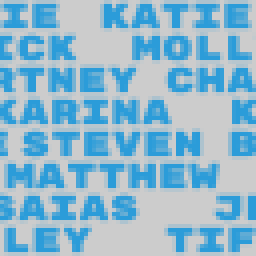 IE KATIE
ICK MOLL
RTNEY CHA
KARINA K
E STEVEN B
MATTHEW
SAIAS J
LEY TIF